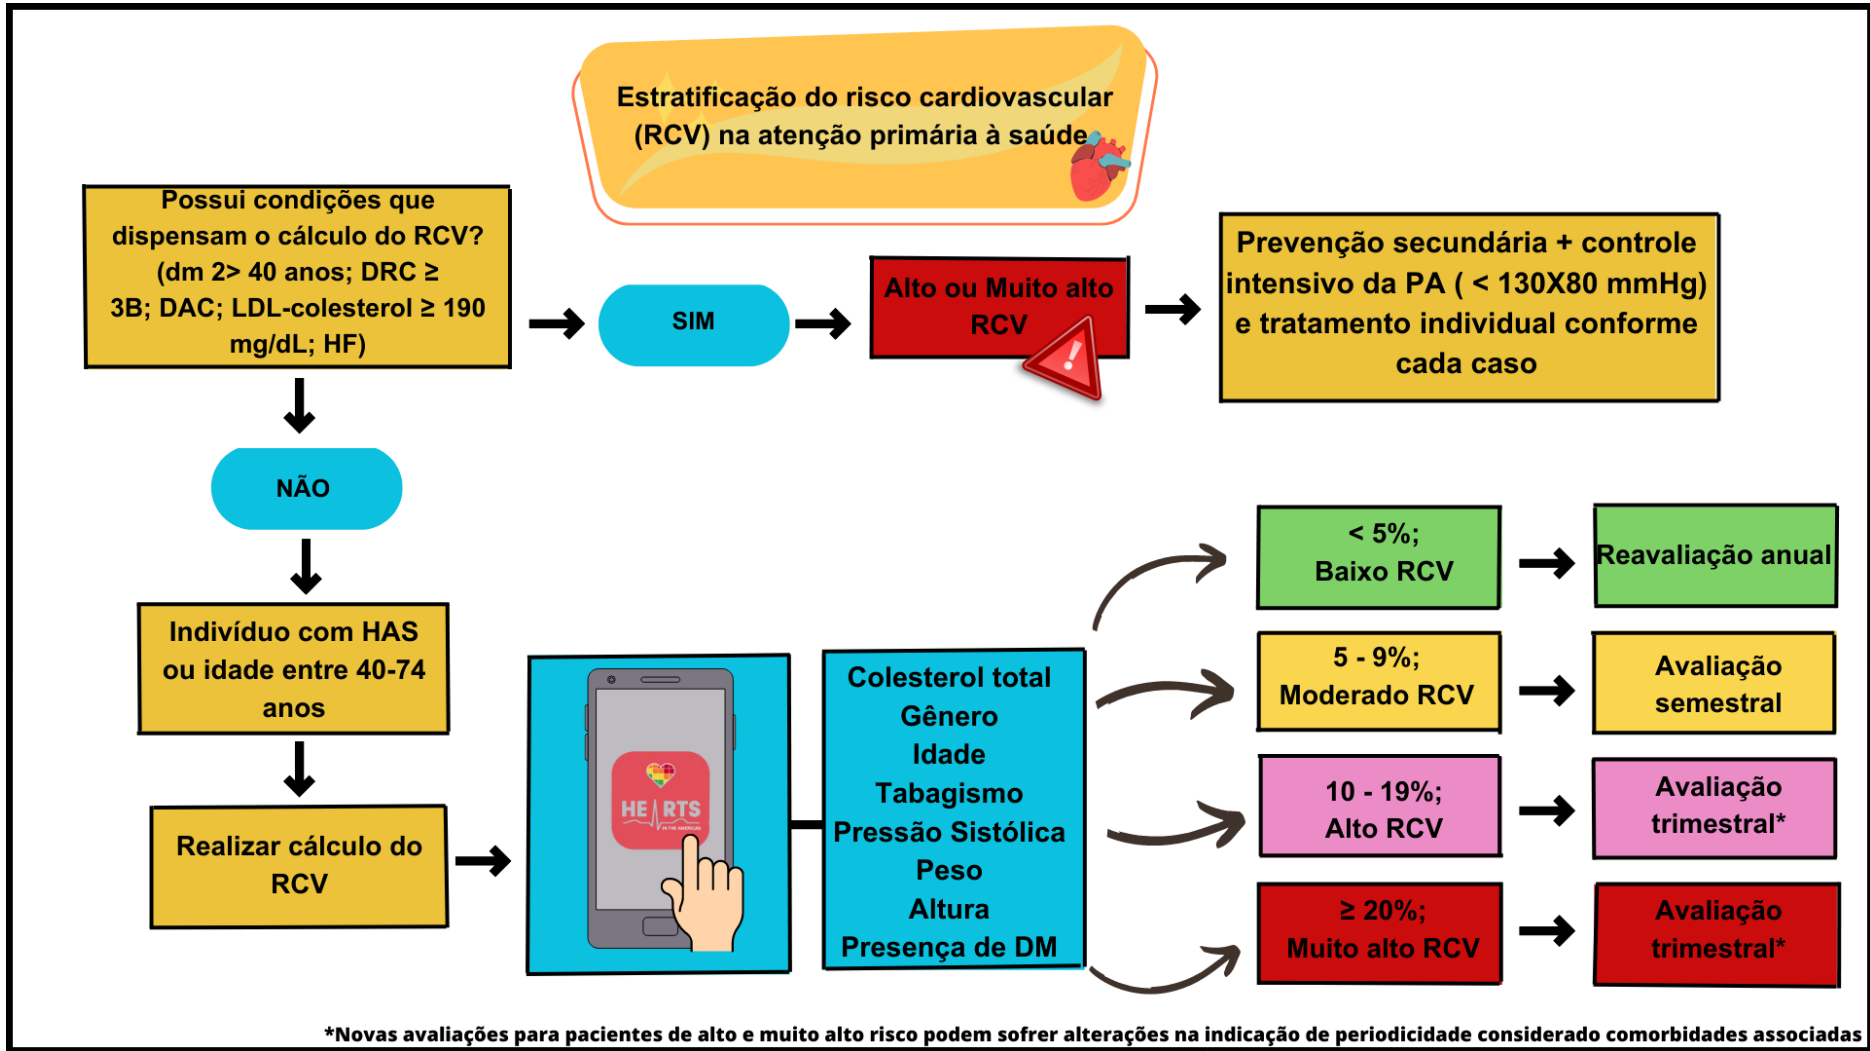 Estratificação do risco cardiovascular
(RCV) na atenção primária à saúde
Possui condições que
dispensam o cálculo do RCV?
(dm 2> 40 anos; DRC ≥
3B; DAC; LDL-colesterol ≥ 190
mg/dL; HF)
SIM
Alto ou Muito alto
RCV
Prevenção secundária + controle
intensivo da PA ( < 130X80 mmHg)
e tratamento individual conforme
cada caso
NÃO
Indivíduo com HAS
ou idade entre 40-74
anos
Realizar cálculo do
RCV
HEARTS
IN THE AMERICAS
Colesterol total
Gênero
Idade
Tabagismo
Pressão Sistólica
Peso
Altura
Presença de DM
< 5%;
Baixo RCV
Reavaliação anual
5 - 9%;
Moderado RCV
Avaliação
semestral
10 - 19%;
Alto RCV
Avaliação
trimestral*
≥ 20%;
Muito alto RCV
Avaliação
trimestral*
*Novas avaliações para pacientes de alto e muito alto risco podem sofrer alterações na indicação de periodicidade considerado comorbidades associadas